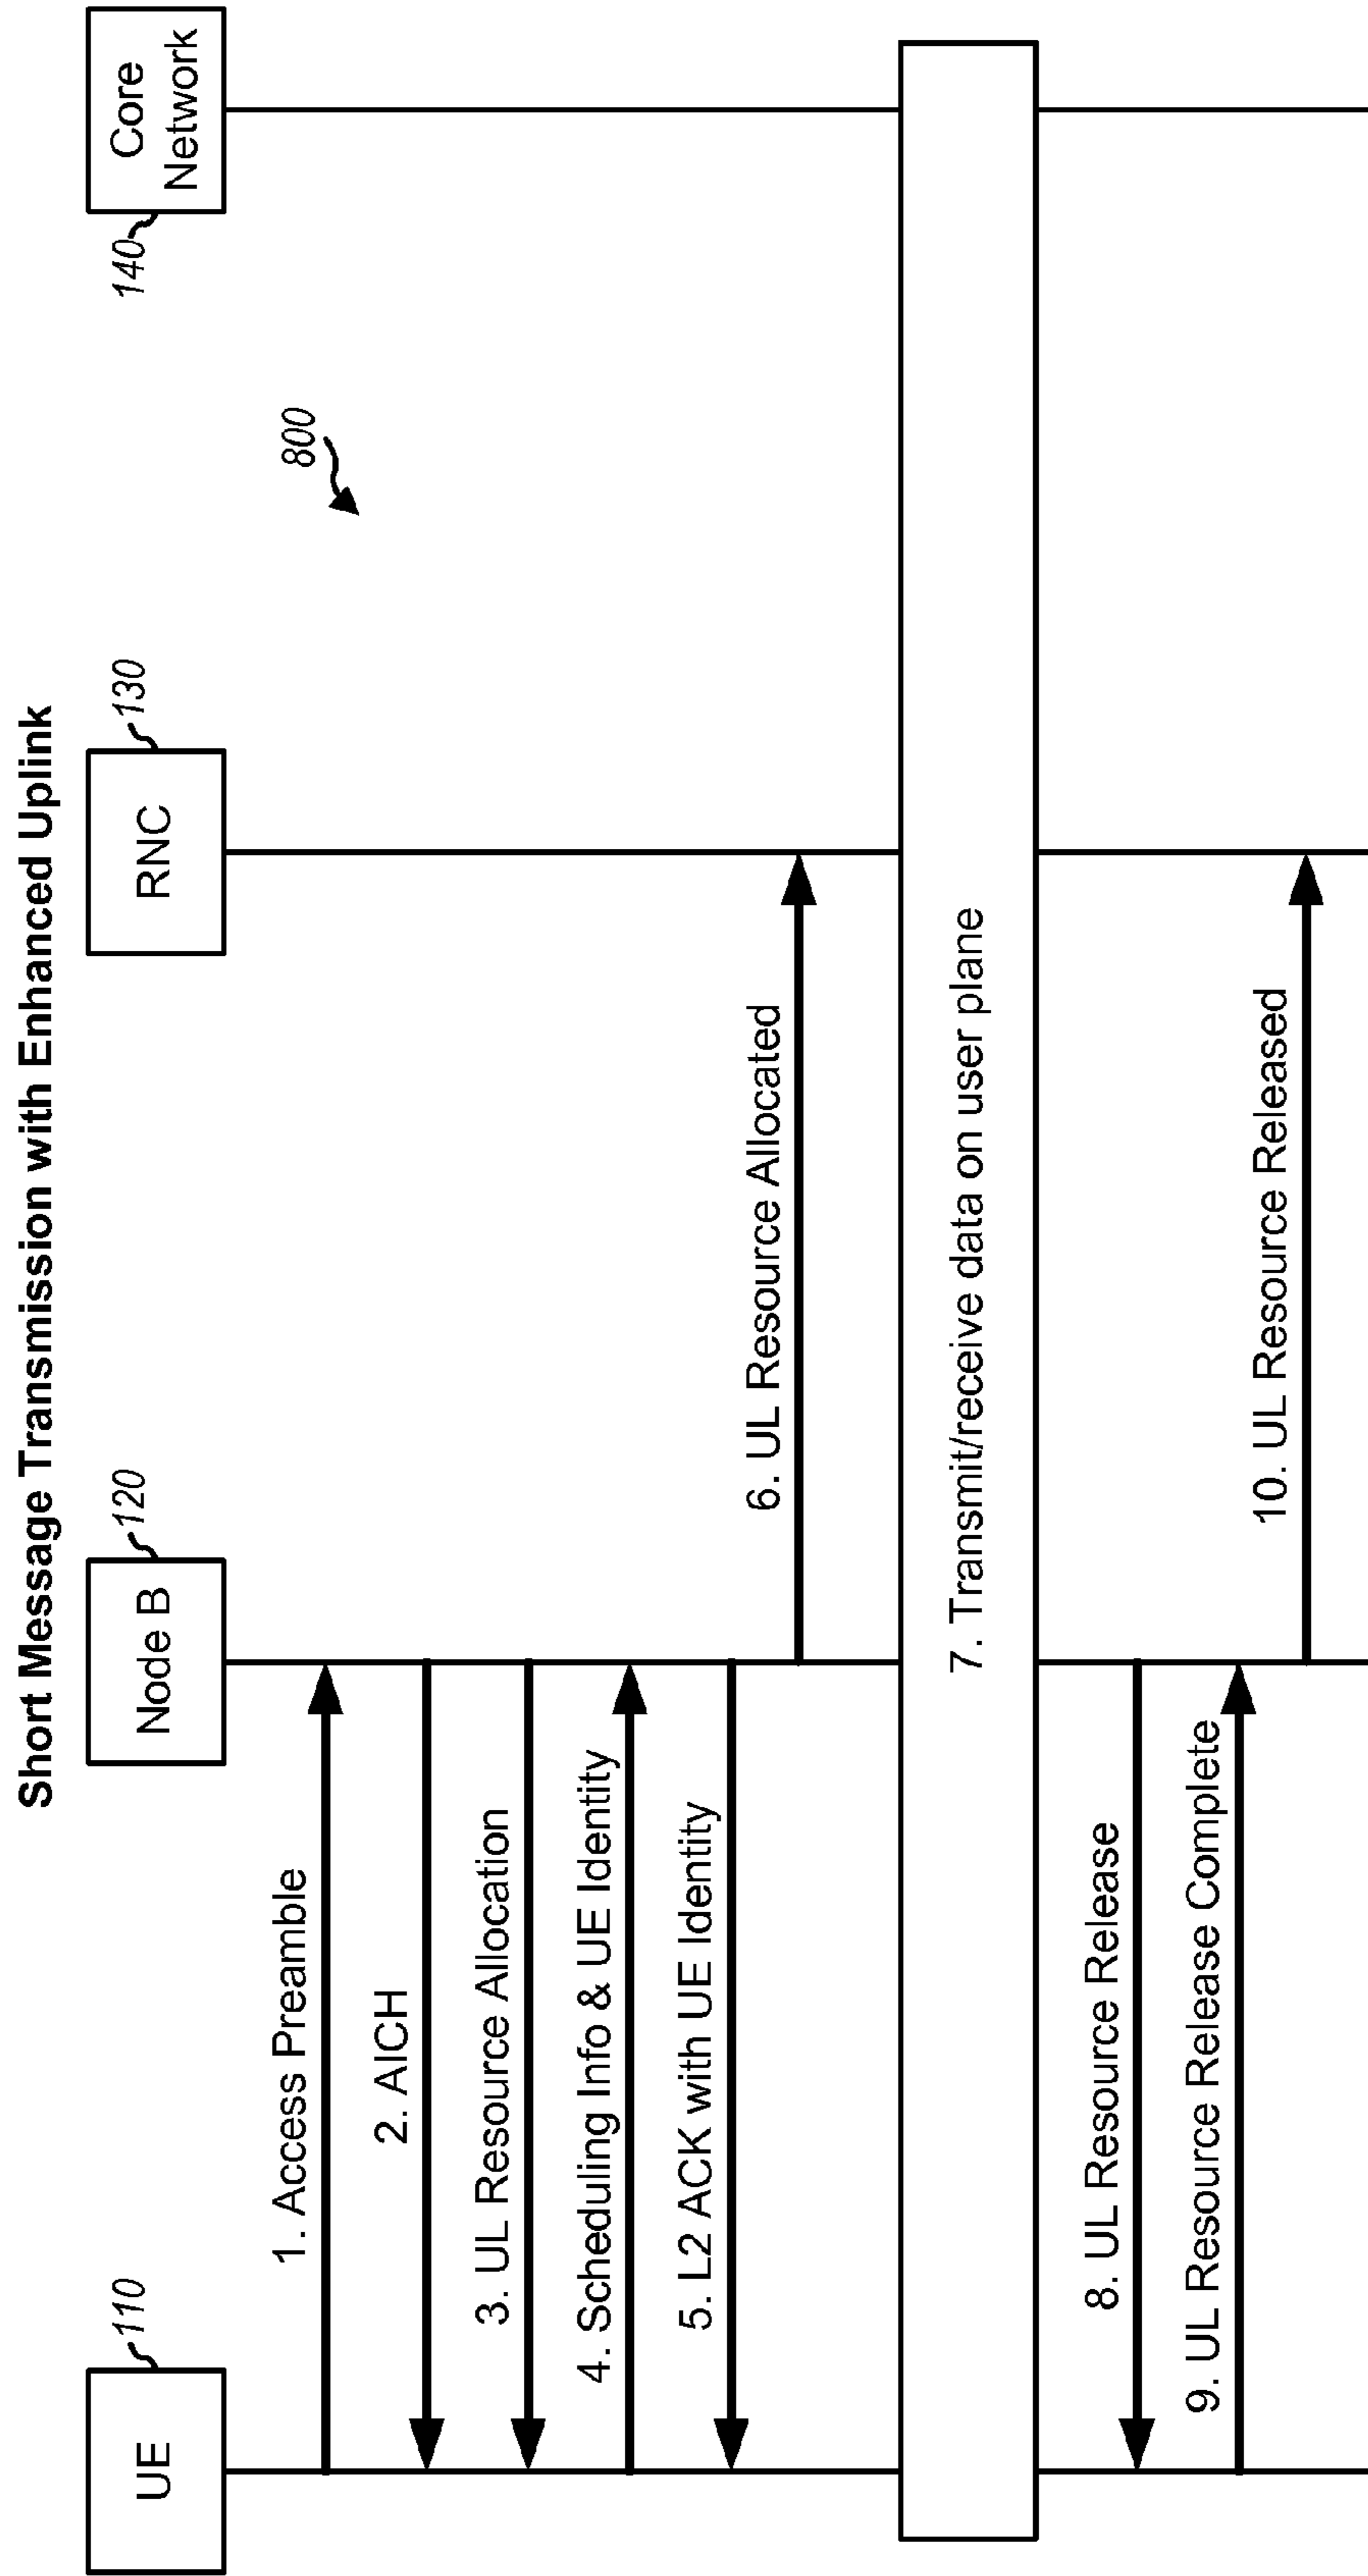 Short Message Transmission with Enhanced Uplink
UE
110
Node B
120
RNC
130
Core
Network
140
800
1. Access Preamble
2. AICH
3. UL Resource Allocation
4. Scheduling Info & UE Identity
5. L2 ACK with UE Identity
6. UL Resource Allocated
7. Transmit/receive data on user plane
8. UL Resource Release
9. UL Resource Release Complete
10. UL Resource Released